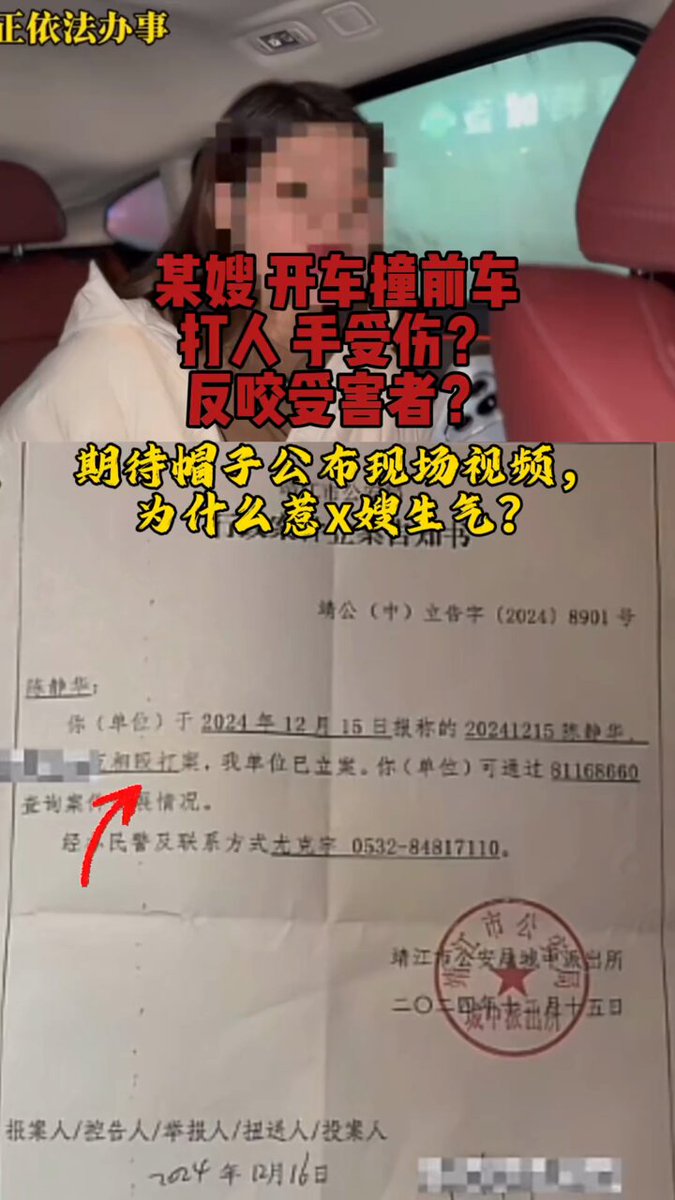 正依法办事
某嫂 开车撞前车
打人 手受伤？
反咬受害者？
期待帽子公布现场视频，
为什么惹x嫂生气？
告知书
靖公（中）立告字〔2024〕8901号
陈静华：
你（单位）于2024年12月15日报称的20241215陈静华、
互相殴打案，我单位已立案。你（单位）可通过81168660
查询案件 展情况。
经办民警及联系方式尤克宇 0532-84817110。
靖江市公安局城中派出所
二〇二四年十二月十五日
靖江市公安局
城中派出所
报案人/控告人/举报人/扭送人/投案人
2024年12月16日